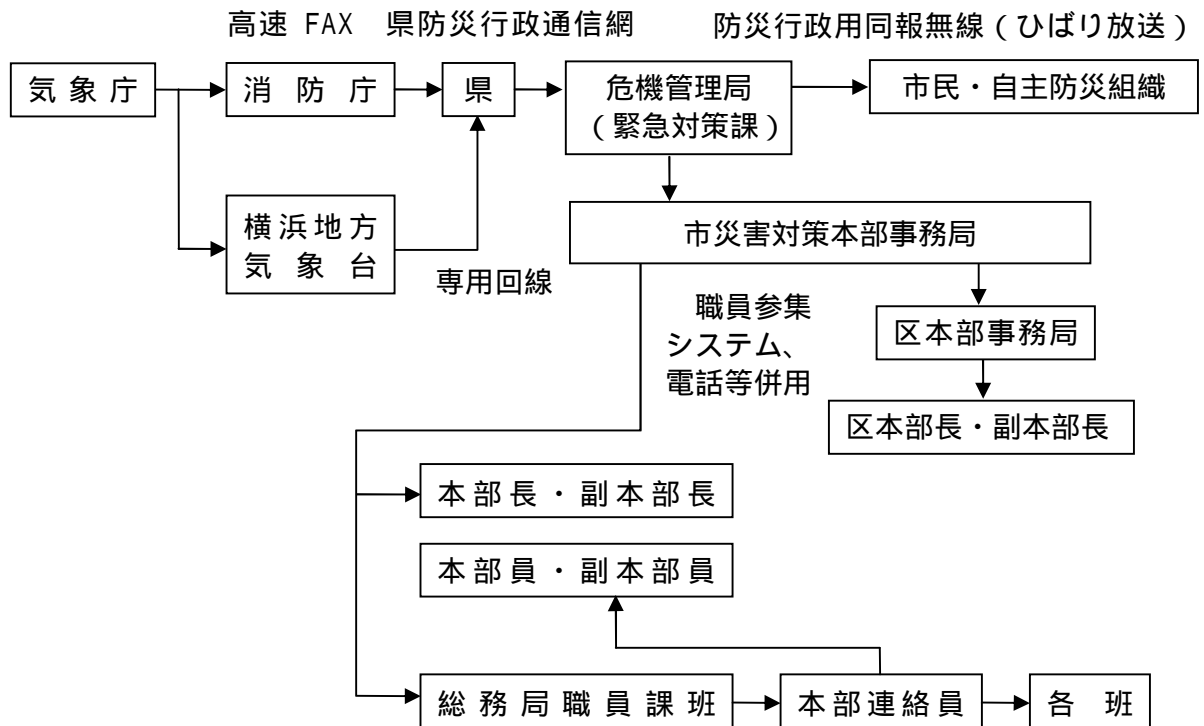 高速 FAX 県防災行政通信網 防災行政用同報無線(ひばり放送)
気象庁
消防庁
県
危機管理局
(緊急対策課)
市民・自主防災組織
横浜地方
気象台
専用回線
市災害対策本部事務局
職員参集
システム、
電話等併用
区本部事務局
区本部長・副本部長
本部長・副本部長
本部員・副本部員
総務局職員課班
本部連絡員
各班